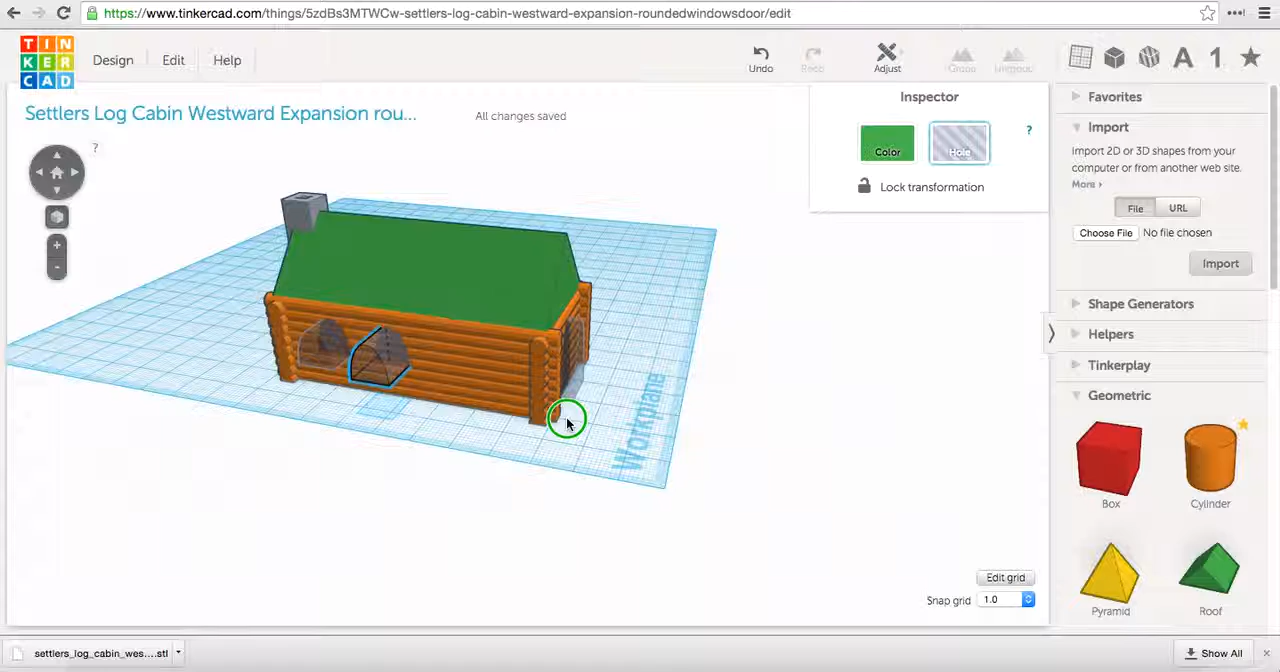 https://www.tinkercad.com/things/5zdBs3MTWCw-settlers-log-cabin-westward-expansion-roundedwindowsdoor/edit
TIN
KER
CAD
Design
Edit
Help
Undo
Redo
Adjust
Group
Ungroup
Settlers Log Cabin Westward Expansion rou...
All changes saved
?
Inspector
Color
Hole
?
Lock transformation
Workplane
Edit grid
Snap grid
1.0
A
1
Favorites
Import
Import 2D or 3D shapes from your
computer or from another web site.
More ›
File
URL
Choose File No file chosen
Import
Shape Generators
Helpers
Tinkerplay
Geometric
Box
Cylinder
Pyramid
Roof
settlers_log_cabin_wes....stl
Show All